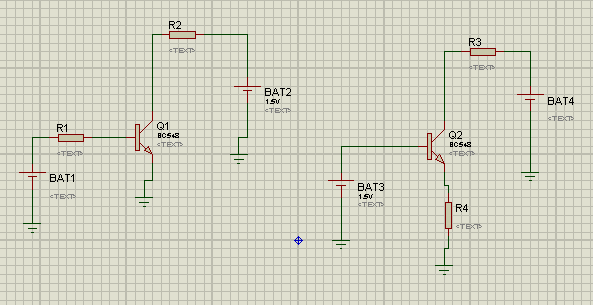 R2
<TEXT>
BAT2
1.5V
<TEXT>
R1
<TEXT>
Q1
BC548
<TEXT>
BAT1
<TEXT>
R3
<TEXT>
BAT4
<TEXT>
Q2
BC548
<TEXT>
BAT3
1.5V
<TEXT>
R4
<TEXT>